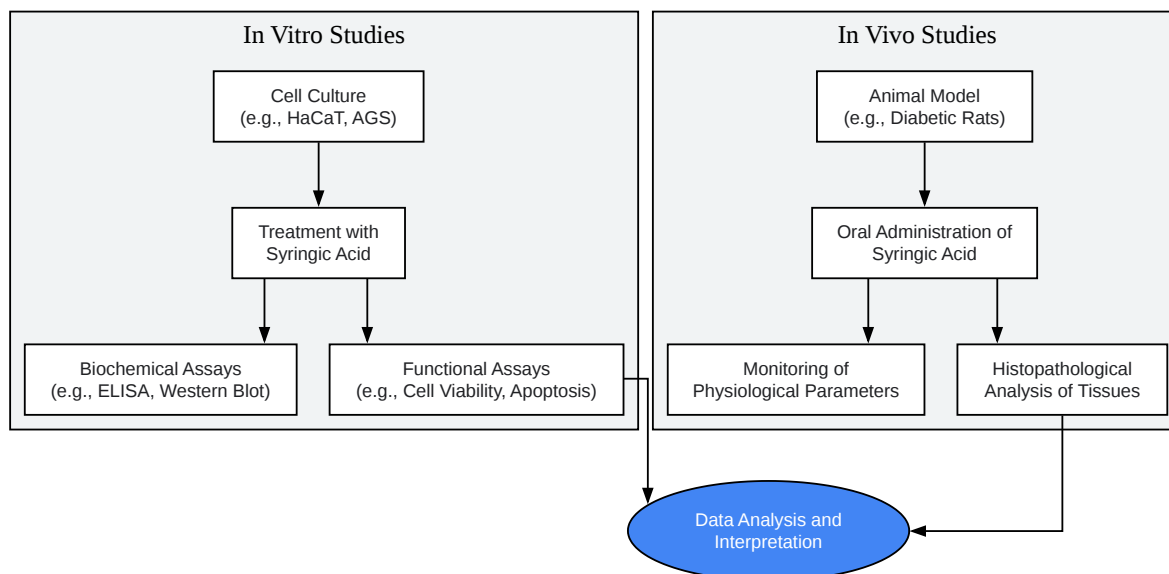 In Vitro Studies
Cell Culture
(e.g., HaCaT, AGS)
Treatment with
Syringic Acid
Biochemical Assays
(e.g., ELISA, Western Blot)
Functional Assays
(e.g., Cell Viability, Apoptosis)
In Vivo Studies
Animal Model
(e.g., Diabetic Rats)
Oral Administration of
Syringic Acid
Monitoring of
Physiological Parameters
Histopathological
Analysis of Tissues
Data Analysis and
Interpretation